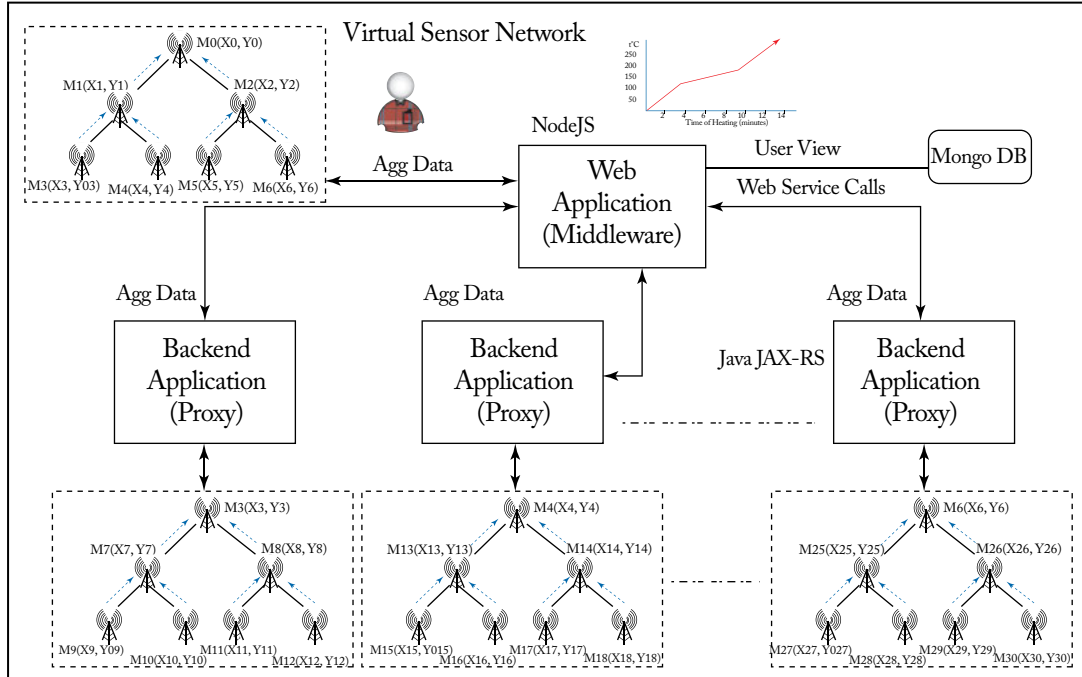 Virtual Sensor Network
M0(X0, Y0)
M1(X1, Y1)
M2(X2, Y2)
M3(X3, Y03)
M4(X4, Y4)
M5(X5, Y5)
M6(X6, Y6)
t°C
250
200
150
100
50
2
4
6
8
10
12
14
Time of Heating (minutes)
NodeJS
Agg Data
Web
Application
(Middleware)
User View
Mongo DB
Web Service Calls
Agg Data
Agg Data
Agg Data
Backend
Application
(Proxy)
Backend
Application
(Proxy)
Java JAX-RS
Backend
Application
(Proxy)
M3(X3, Y3)
M7(X7, Y7)
M8(X8, Y8)
M9(X9, Y09)
M10(X10, Y10)
M11(X11, Y11)
M12(X12, Y12)
M4(X4, Y4)
M13(X13, Y13)
M14(X14, Y14)
M15(X15, Y015)
M16(X16, Y16)
M17(X17, Y17)
M18(X18, Y18)
M6(X6, Y6)
M25(X25, Y25)
M26(X26, Y26)
M27(X27, Y027)
M28(X28, Y28)
M29(X29, Y29)
M30(X30, Y30)